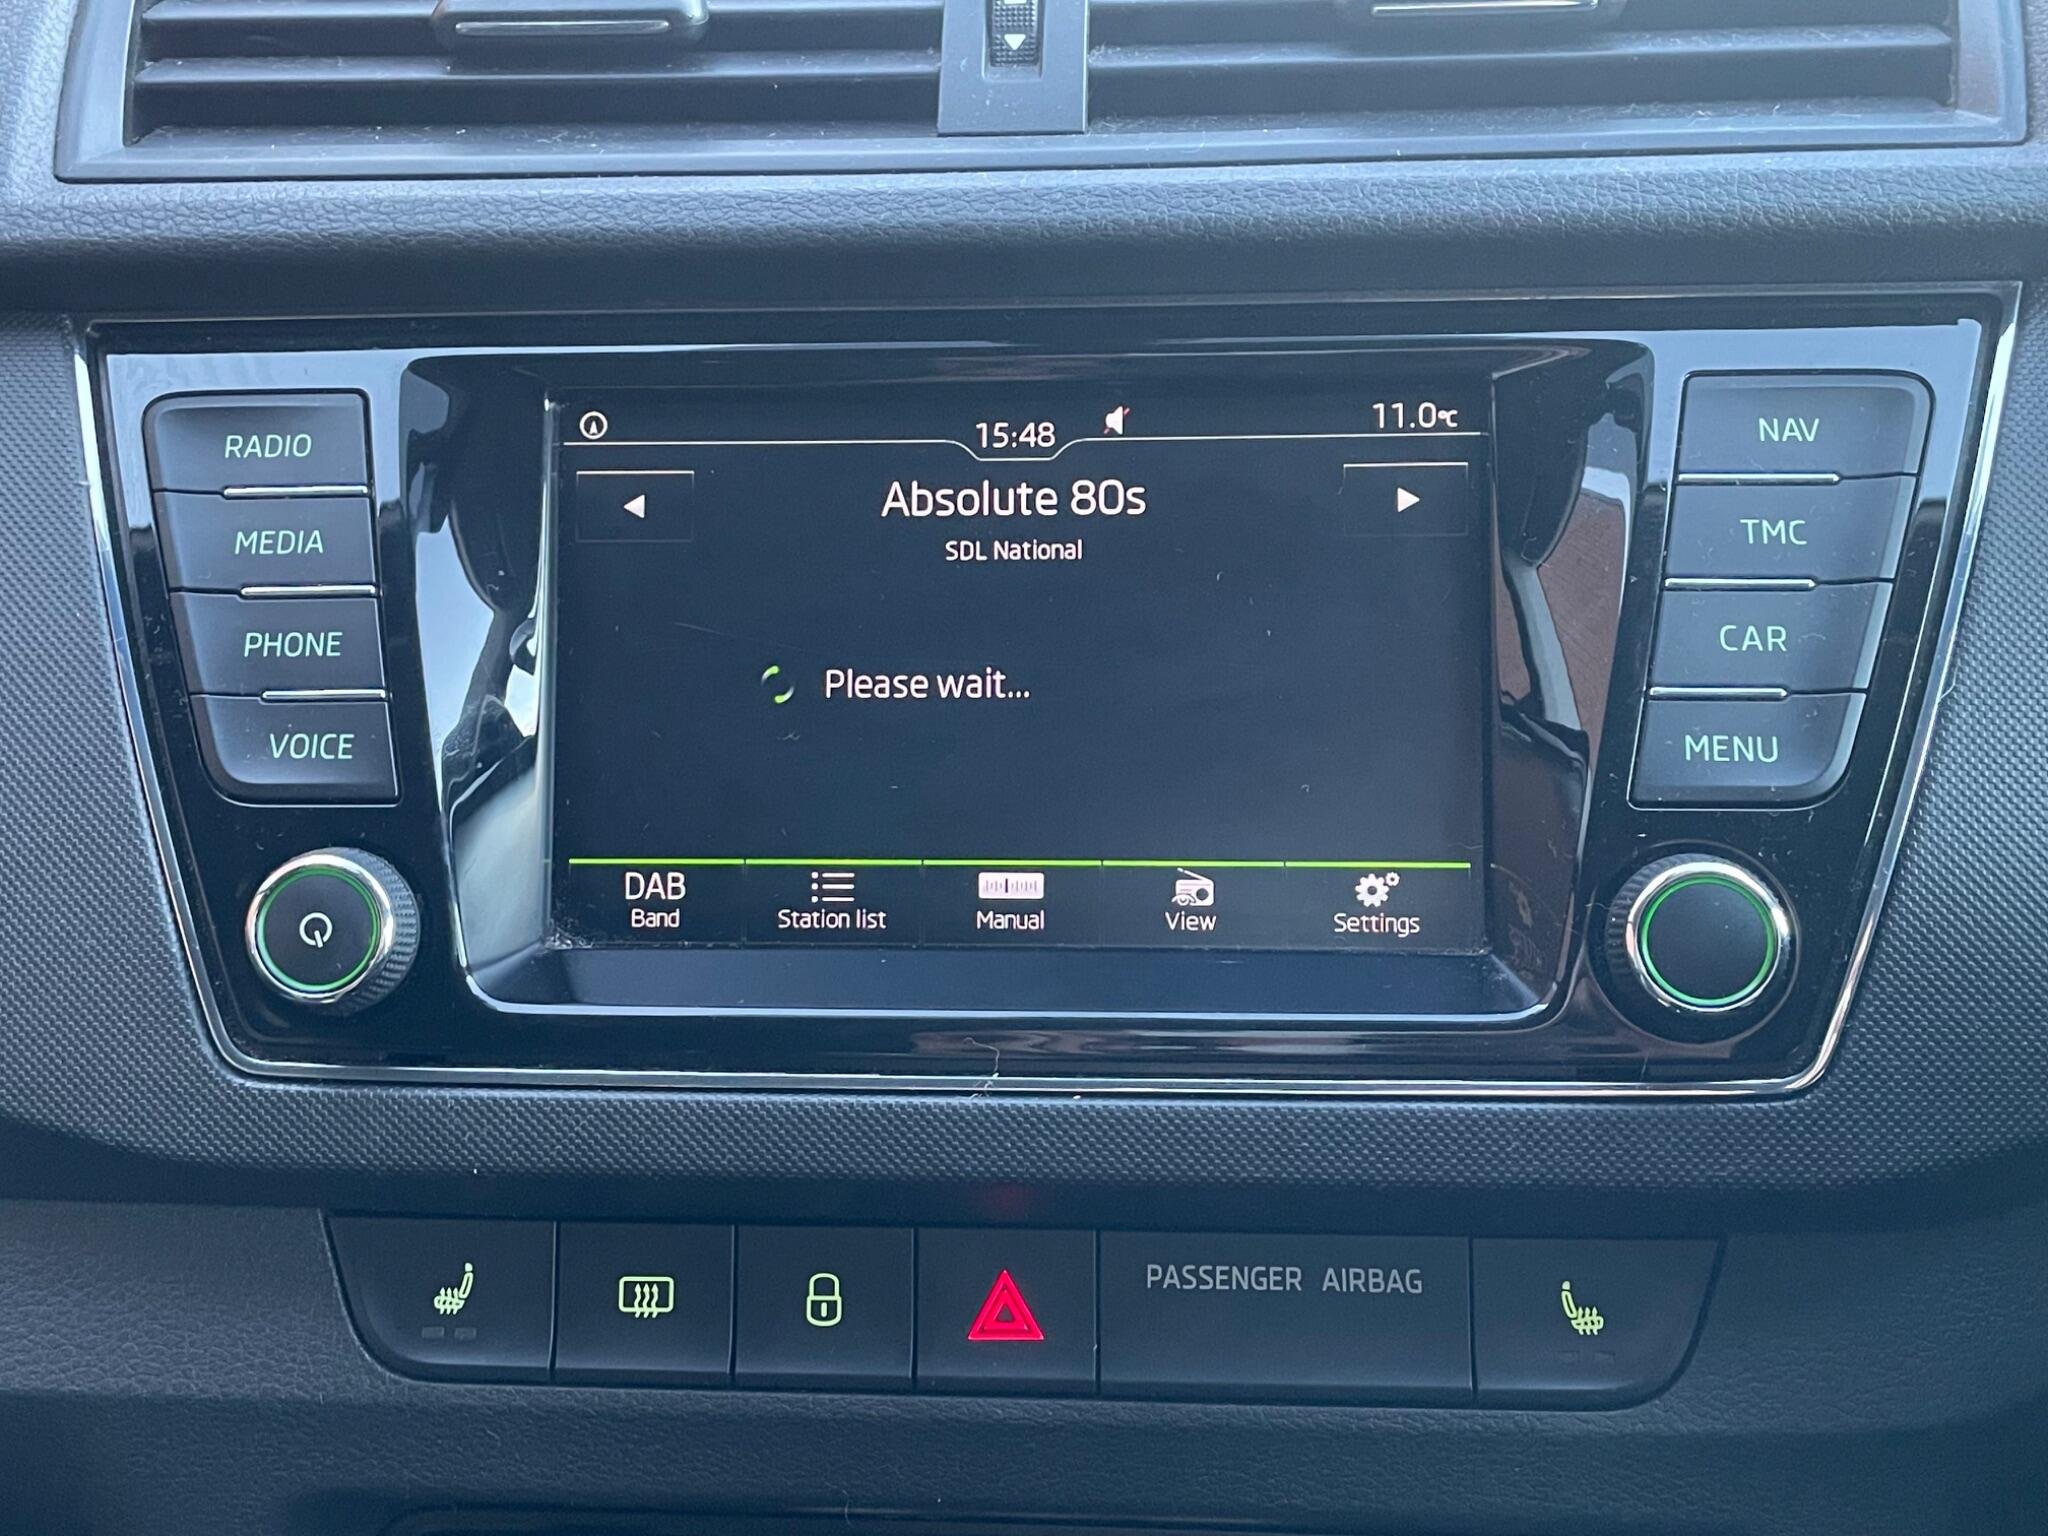 15:48
11.0°C
Absolute 80s
SDL National
Please wait...
DAB
Band
Station list
Manual
View
Settings
RADIO
MEDIA
PHONE
VOICE
NAV
TMC
CAR
MENU
PASSENGER AIRBAG